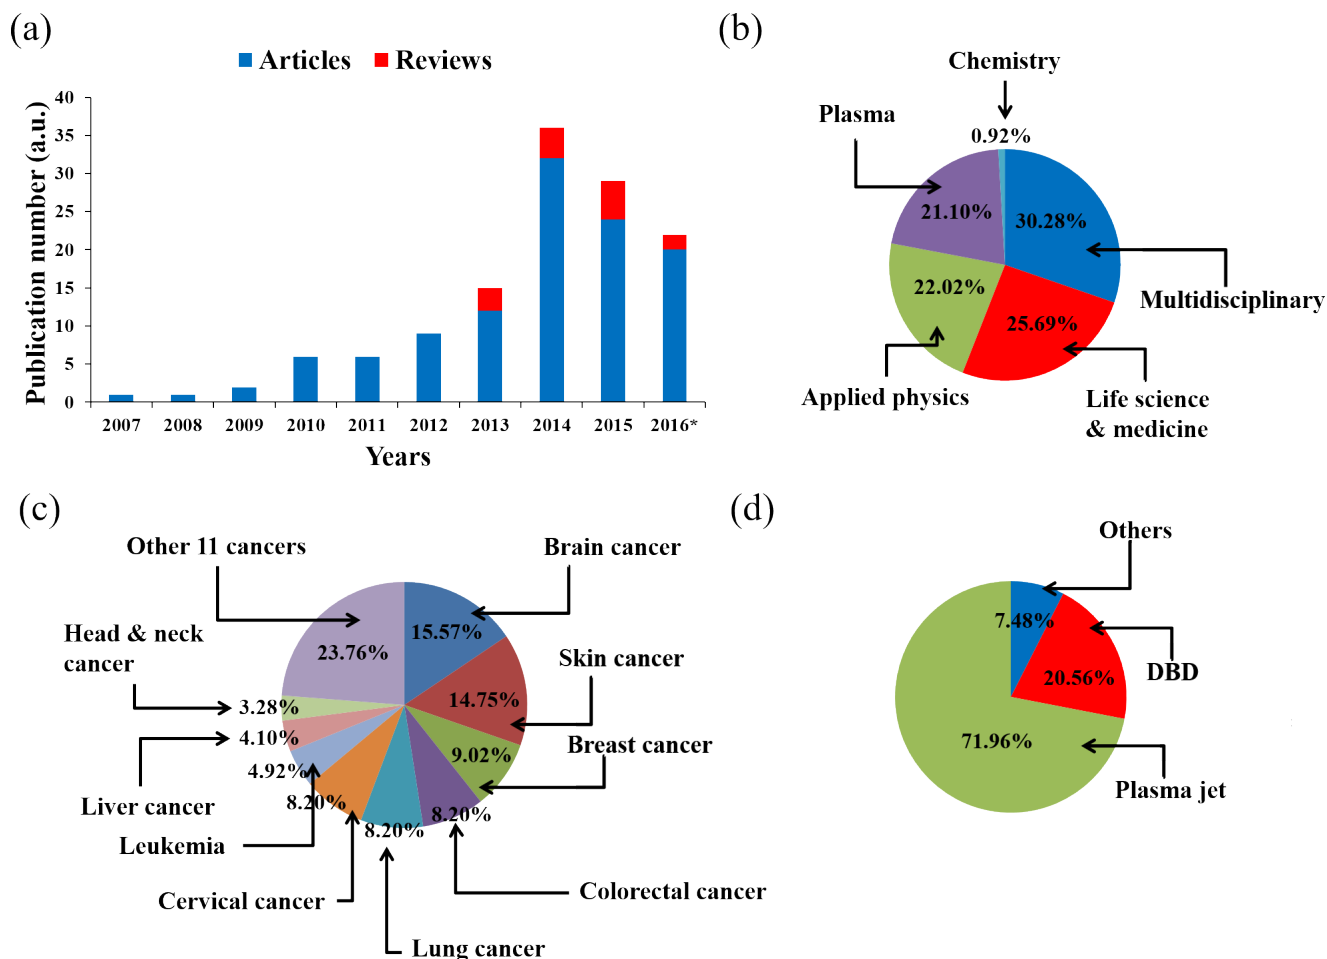 (a)
Articles Reviews
Publication number (a.u.)
40
35
30
25
20
15
10
5
0
2007 2008 2009 2010 2011 2012 2013 2014 2015 2016*
Years
(b)
Chemistry
0.92%
Plasma
21.10%
30.28%
Multidisciplinary
22.02%
25.69%
Applied physics
Life science
& medicine
(c)
Other 11 cancers
Brain cancer
15.57%
23.76%
Head & neck
cancer
Skin cancer
14.75%
3.28%
4.10%
Breast cancer
9.02%
4.92%
Liver cancer
8.20%
8.20%
8.20%
Leukemia
Cervical cancer
Colorectal cancer
Lung cancer
(d)
Others
7.48%
DBD
20.56%
71.96%
Plasma jet